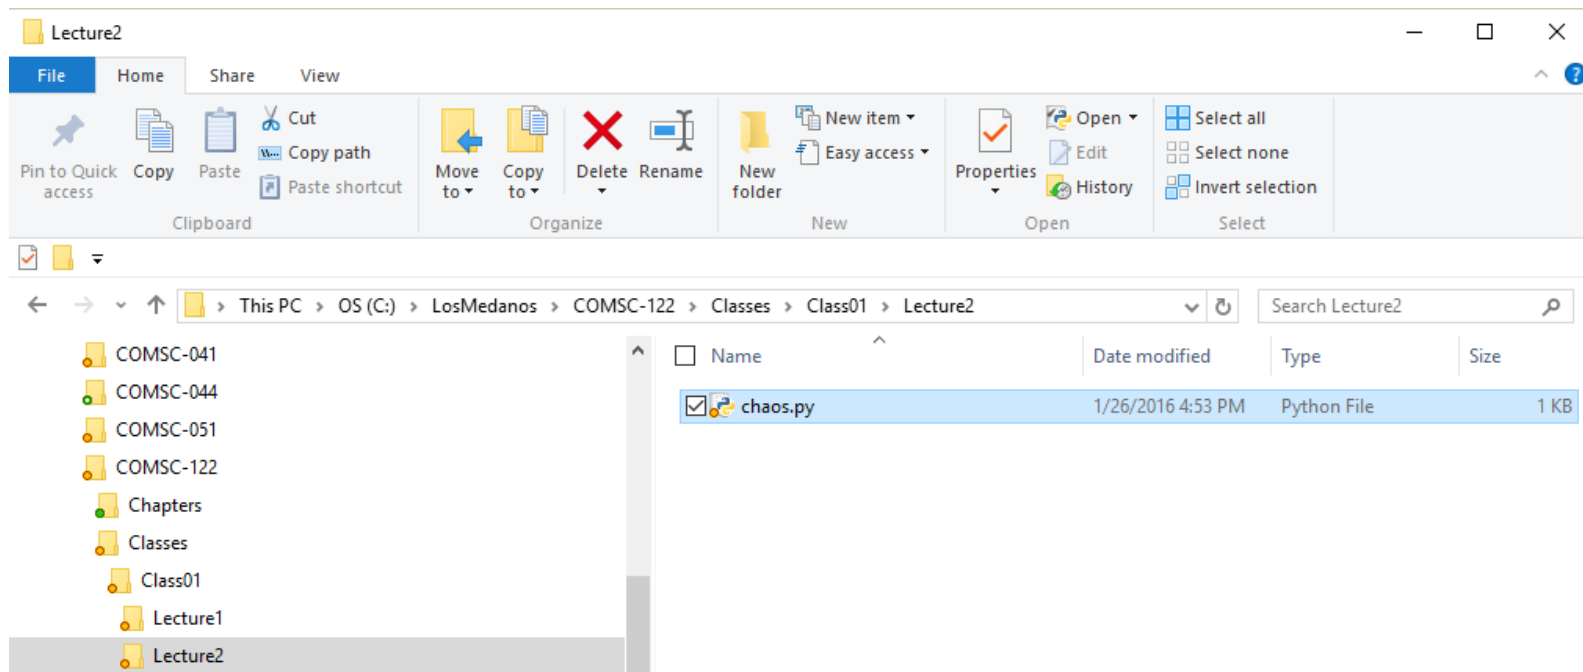 Lecture2
File Home Share View
Pin to Quick access
Copy
Paste
Cut
Copy path
Paste shortcut
Clipboard
Move to
Copy to
Delete
Rename
Organize
New folder
New item
Easy access
New
Properties
Open
Edit
History
Open
Select all
Select none
Invert selection
Select
This PC > OS (C:) > LosMedanos > COMSC-122 > Classes > Class01 > Lecture2
Search Lecture2
COMSC-041
COMSC-044
COMSC-051
COMSC-122
Chapters
Classes
Class01
Lecture1
Lecture2
Name Date modified Type Size
chaos.py 1/26/2016 4:53 PM Python File 1 KB